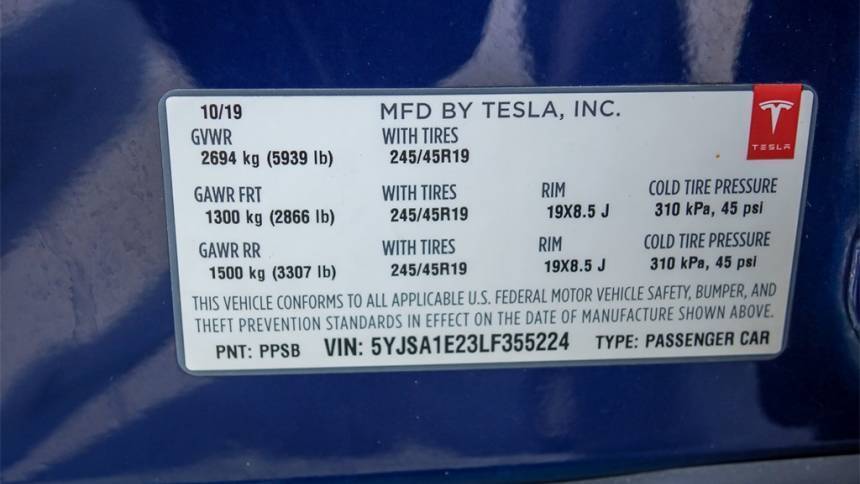 10/19 MFD BY TESLA, INC.
TESLA
GVWR WITH TIRES
2694 kg (5939 lb) 245/45R19
GAWR FRT WITH TIRES RIM COLD TIRE PRESSURE
1300 kg (2866 lb) 245/45R19 19X8.5 J 310 kPa, 45 psi
GAWR RR WITH TIRES RIM COLD TIRE PRESSURE
1500 kg (3307 lb) 245/45R19 19X8.5 J 310 kPa, 45 psi
THIS VEHICLE CONFORMS TO ALL APPLICABLE U.S. FEDERAL MOTOR VEHICLE SAFETY, BUMPER, AND
THEFT PREVENTION STANDARDS IN EFFECT ON THE DATE OF MANUFACTURE SHOWN ABOVE.
PNT: PPSB VIN: 5YJSA1E23LF355224 TYPE: PASSENGER CAR